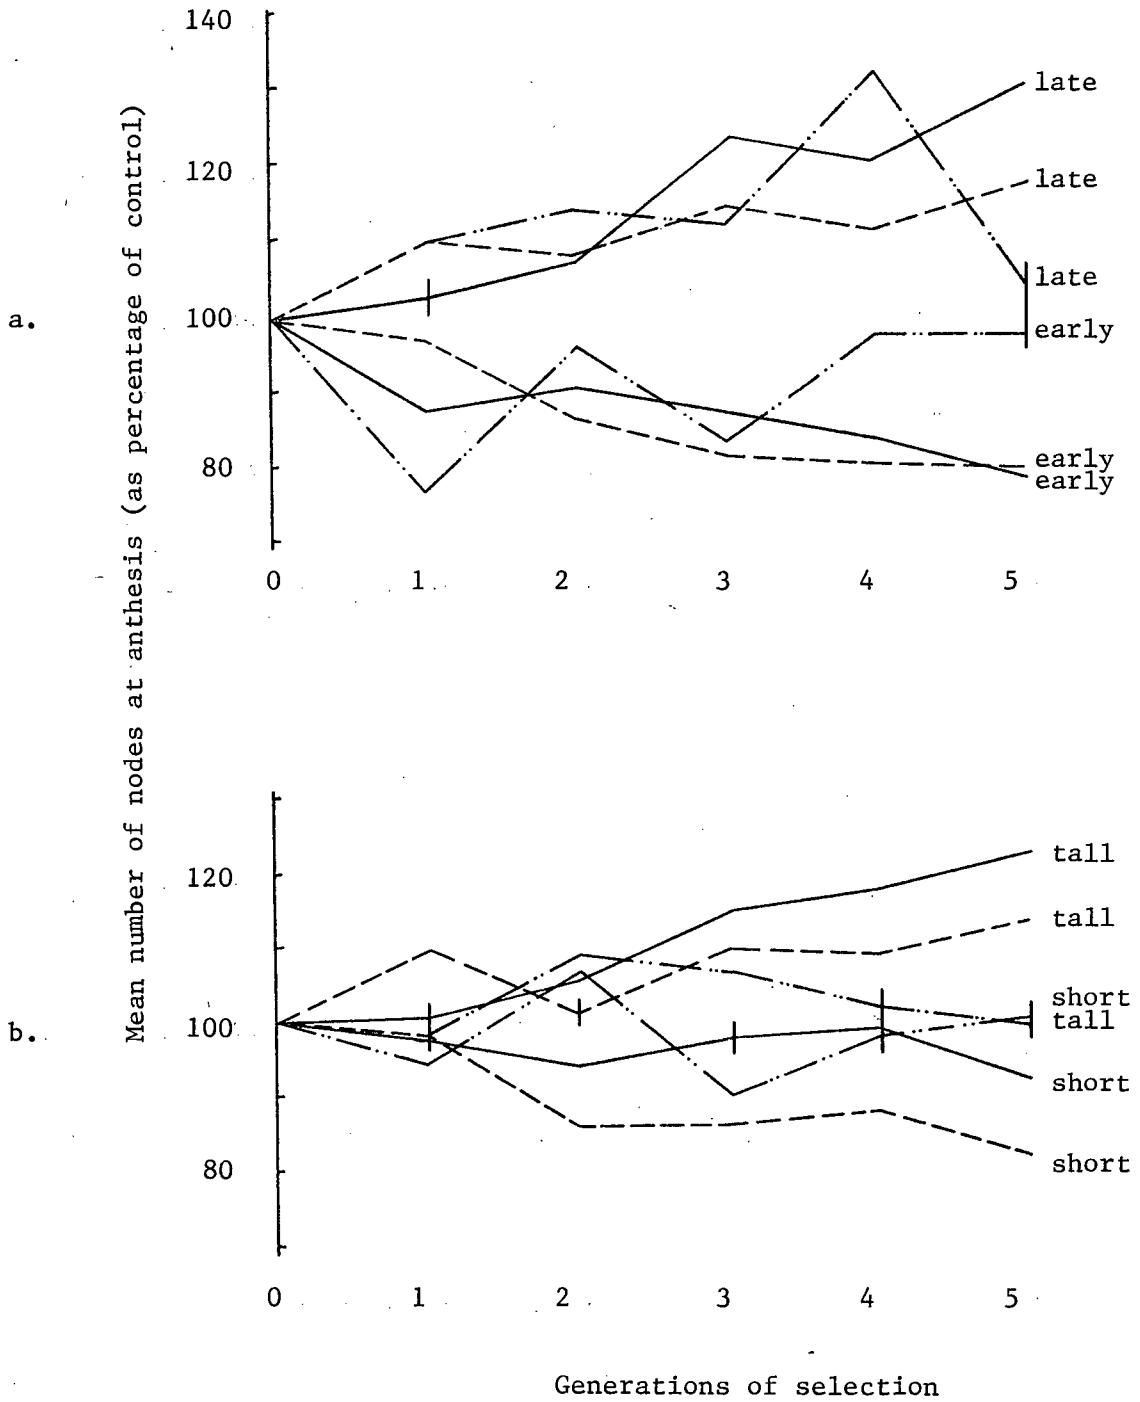 140
120
100
80
a.
late
late
late
early
early
early
0 1 2 3 4 5
Mean number of nodes at anthesis (as percentage of control)
120
100
80
b.
tall
tall
short
tall
short
short
0 1 2 3 4 5
Generations of selection